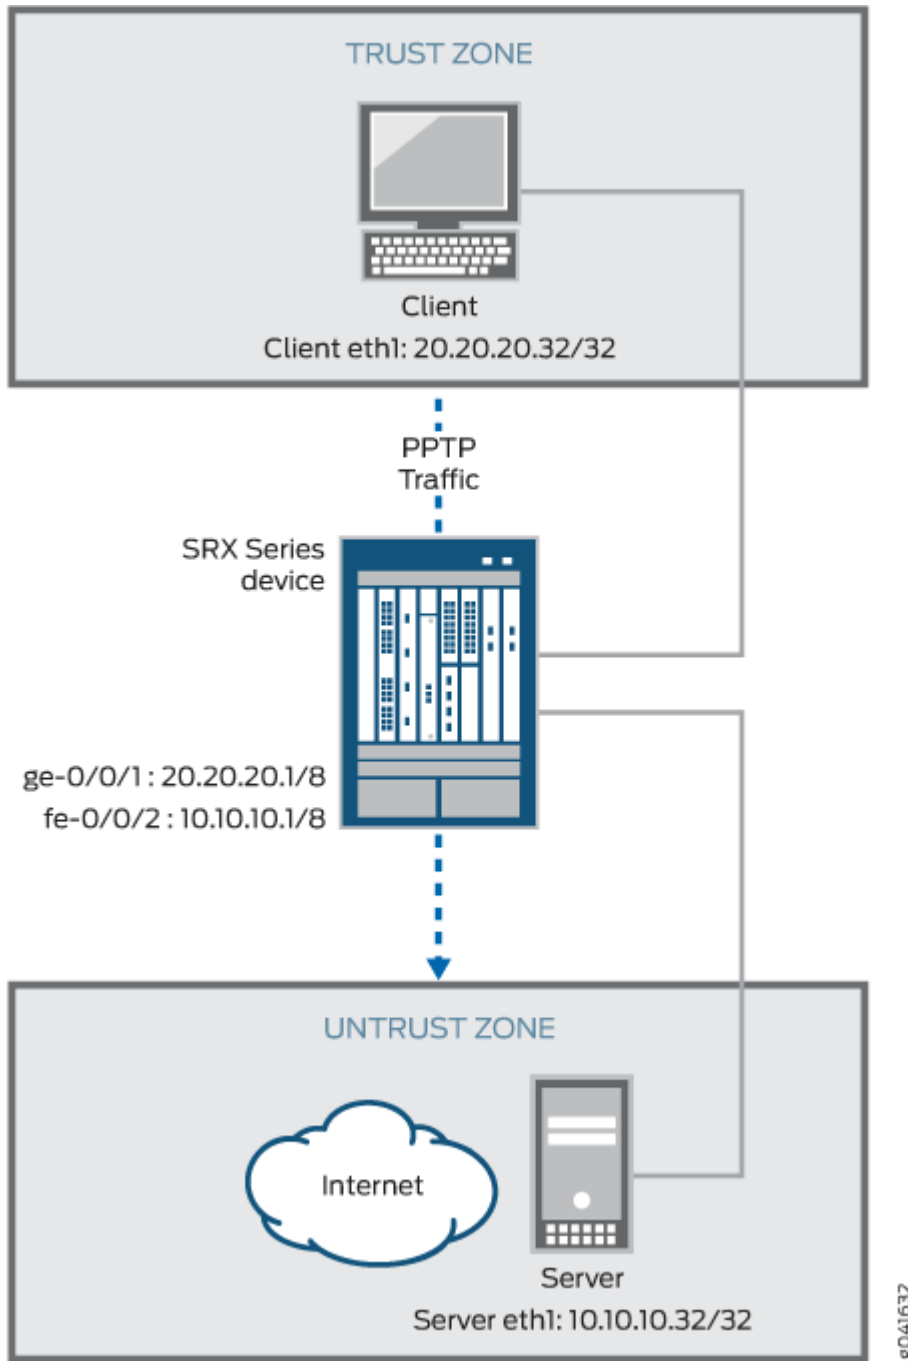 TRUST ZONE
Client
Client eth1: 20.20.20.32/32
PPTP
Traffic
SRX Series
device
ge-0/0/1 : 20.20.20.1/8
fe-0/0/2 : 10.10.10.1/8
UNTRUST ZONE
Internet
Server
Server eth1: 10.10.10.32/32
g041632